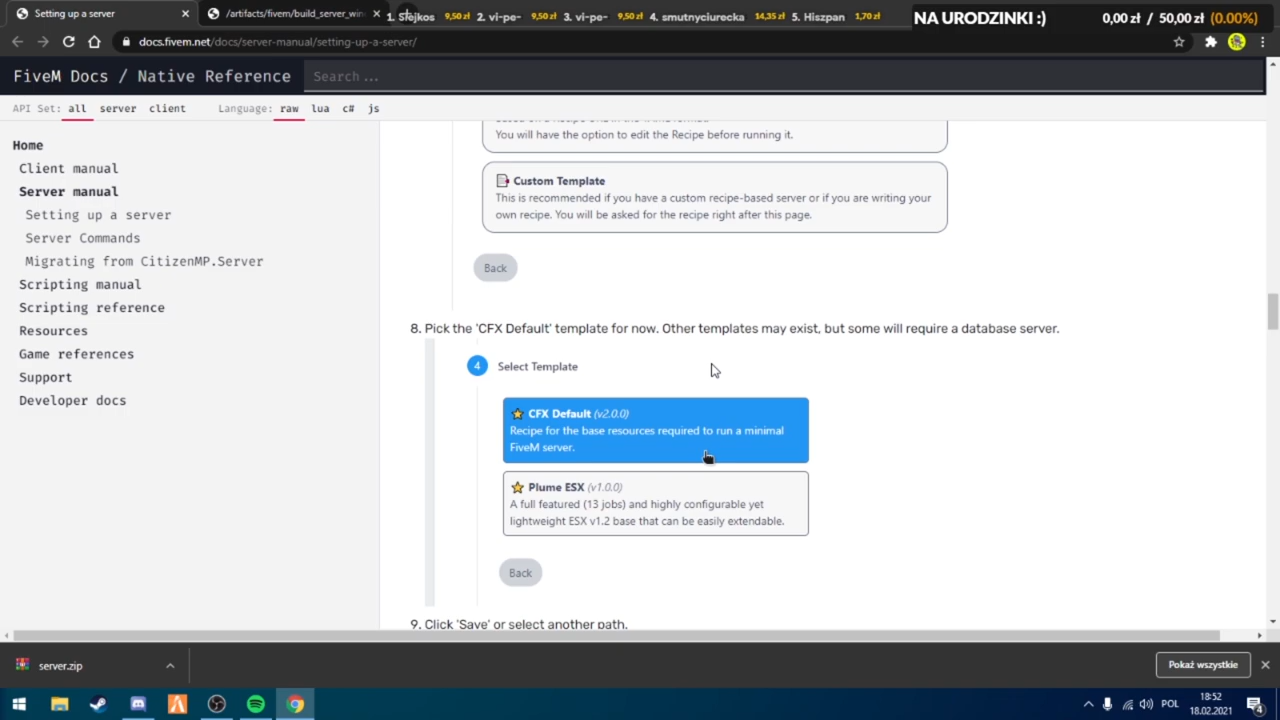 Setting up a server
/artifacts/fivem/build_server_win
1. Stejkos 9,50 zł 2. vi-pe- 9,50 zł 3. vi-pe- 9,50 zł 4. smutnyciurecka 14,35 zł 5. Hiszpan 1,70 zł
NA URODZINKI :) 0,00 zł / 50,00 zł (0.00%)
docs.fivem.net/docs/server-manual/setting-up-a-server/
FiveM Docs / Native Reference
Search ...
API Set: all server client Language: raw lua c# js
Home
Client manual
Server manual
Setting up a server
Server Commands
Migrating from CitizenMP.Server
Scripting manual
Scripting reference
Resources
Game references
Support
Developer docs
You will have the option to edit the Recipe before running it.
Custom Template
This is recommended if you have a custom recipe-based server or if you are writing your
own recipe. You will be asked for the recipe right after this page.
Back
8. Pick the 'CFX Default' template for now. Other templates may exist, but some will require a database server.
4 Select Template
CFX Default (v2.0.0)
Recipe for the base resources required to run a minimal
FiveM server.
Plume ESX (v1.0.0)
A full featured (13 jobs) and highly configurable yet
lightweight ESX v1.2 base that can be easily extendable.
Back
9. Click 'Save' or select another path.
server.zip
Pokaż wszystkie
POL
18:52
18.02.2021
4